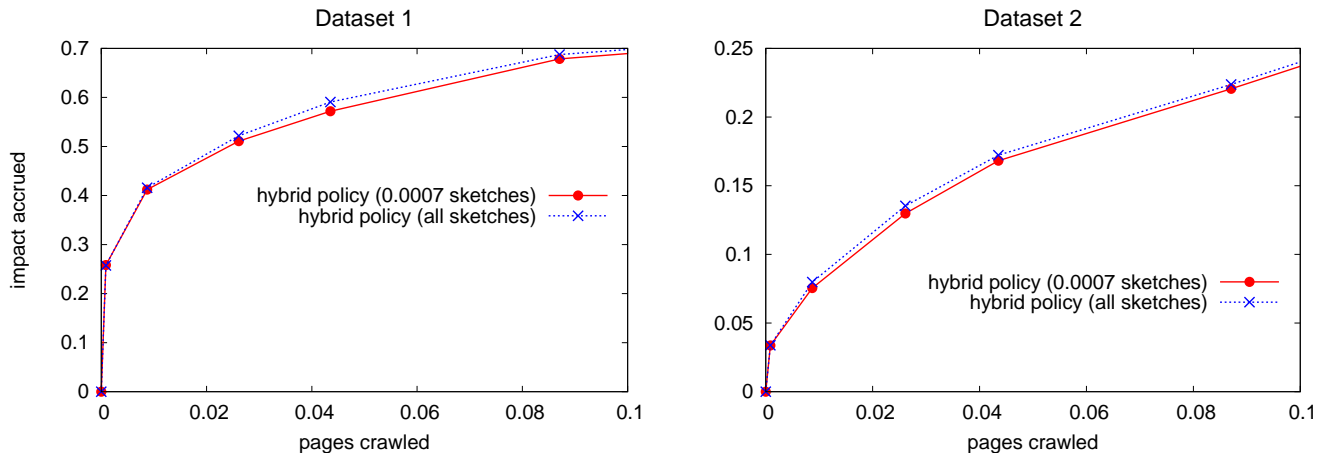 Dataset 1
0.7
0.6
0.5
0.4
0.3
0.2
0.1
0
impact accrued
hybrid policy (0.0007 sketches)
hybrid policy (all sketches)
0 0.02 0.04 0.06 0.08 0.1
pages crawled
Dataset 2
0.25
0.2
0.15
0.1
0.05
0
hybrid policy (0.0007 sketches)
hybrid policy (all sketches)
0 0.02 0.04 0.06 0.08 0.1
pages crawled